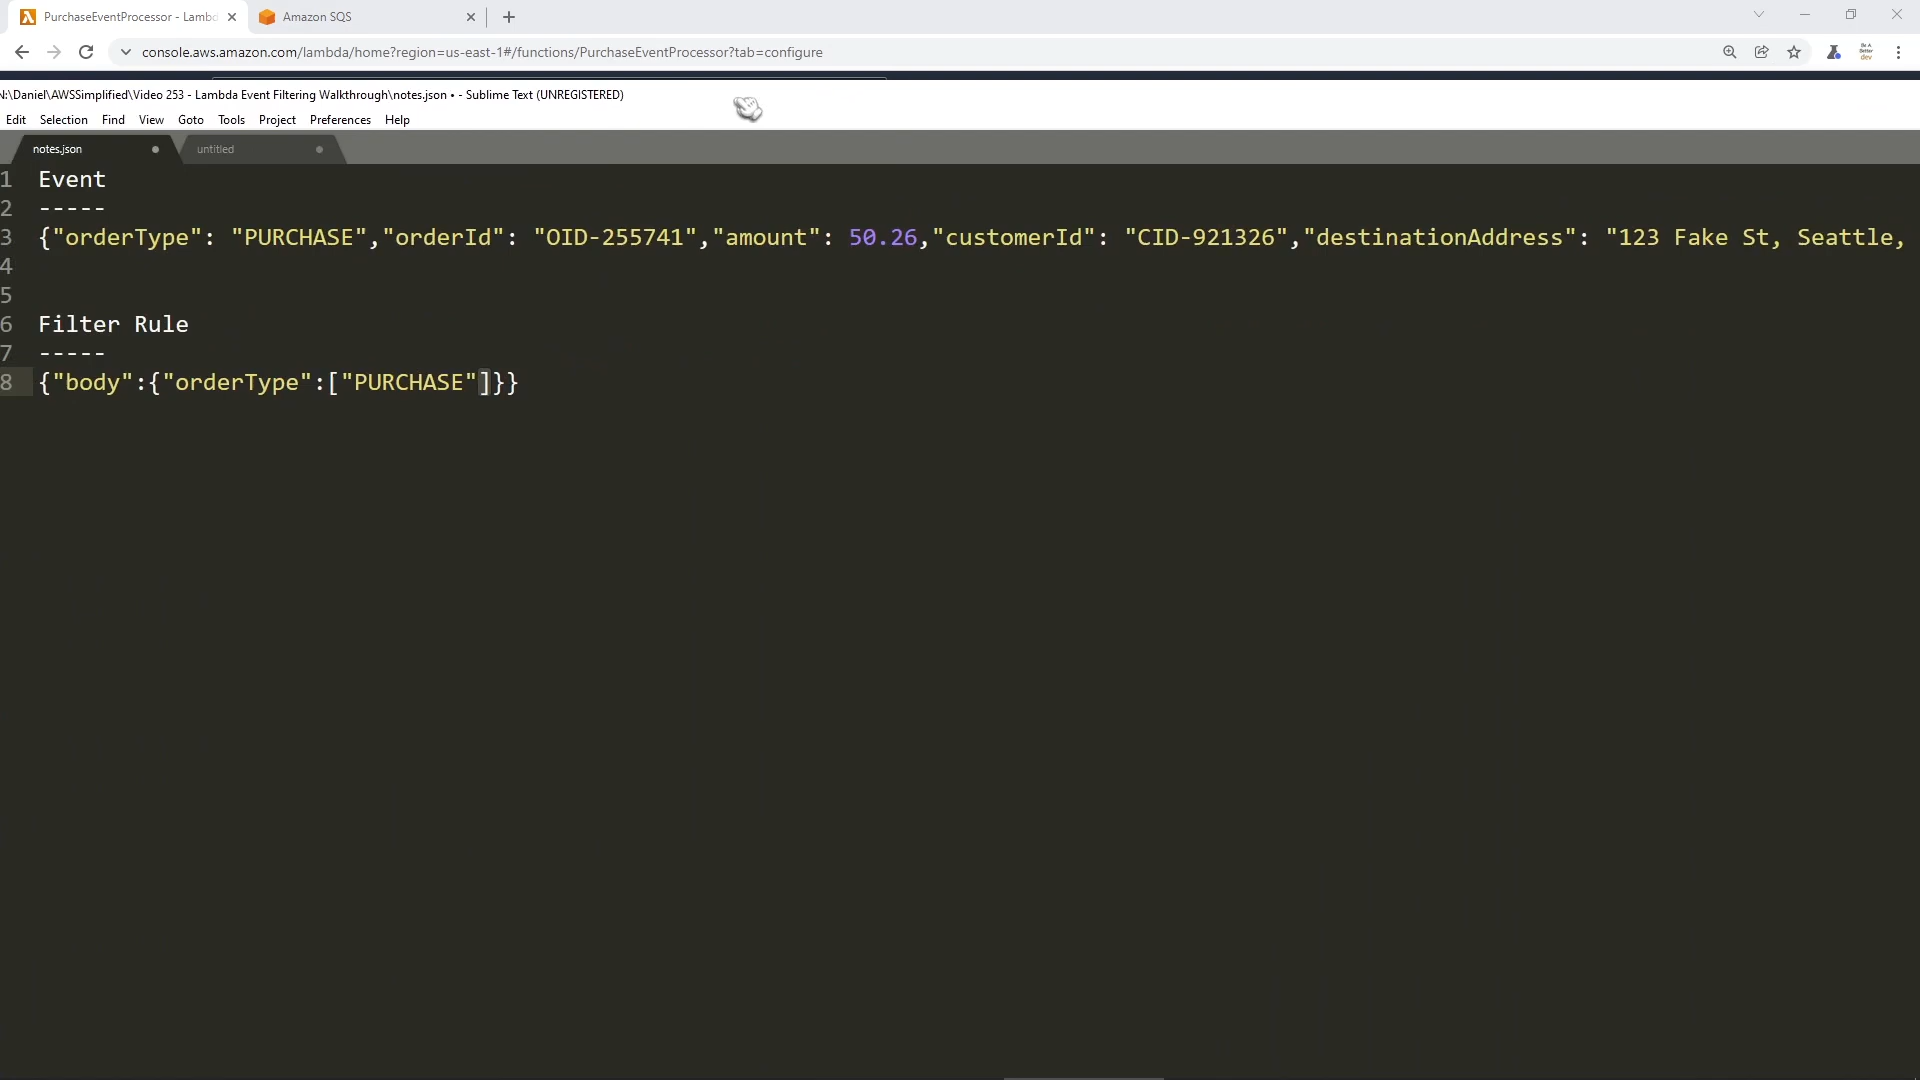 PurchaseEventProcessor - Lambd
Amazon SQS
console.aws.amazon.com/lambda/home?region=us-east-1#/functions/PurchaseEventProcessor?tab=configure
Be A Better dev
N:\Daniel\AWSSimplified\Video 253 - Lambda Event Filtering Walkthrough\notes.json • - Sublime Text (UNREGISTERED)
Edit Selection Find View Goto Tools Project Preferences Help
notes.json untitled
1 Event
2 -----
3 {"orderType": "PURCHASE","orderId": "OID-255741","amount": 50.26,"customerId": "CID-921326","destinationAddress": "123 Fake St, Seattle,
4
5
6 Filter Rule
7 -----
8 {"body":{"orderType":["PURCHASE"]}}